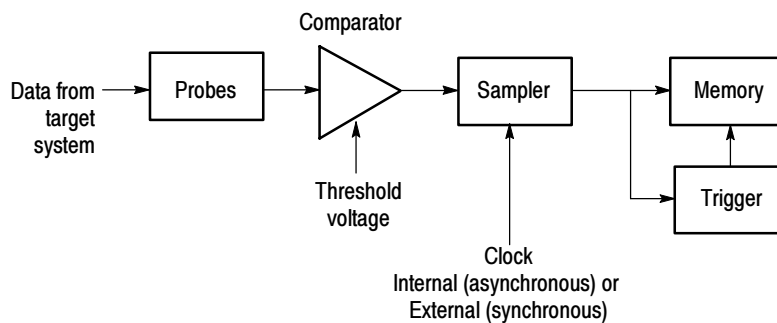 Comparator
Data from
target
system
Probes
Sampler
Memory
Threshold
voltage
Trigger
Clock
Internal (asynchronous) or
External (synchronous)